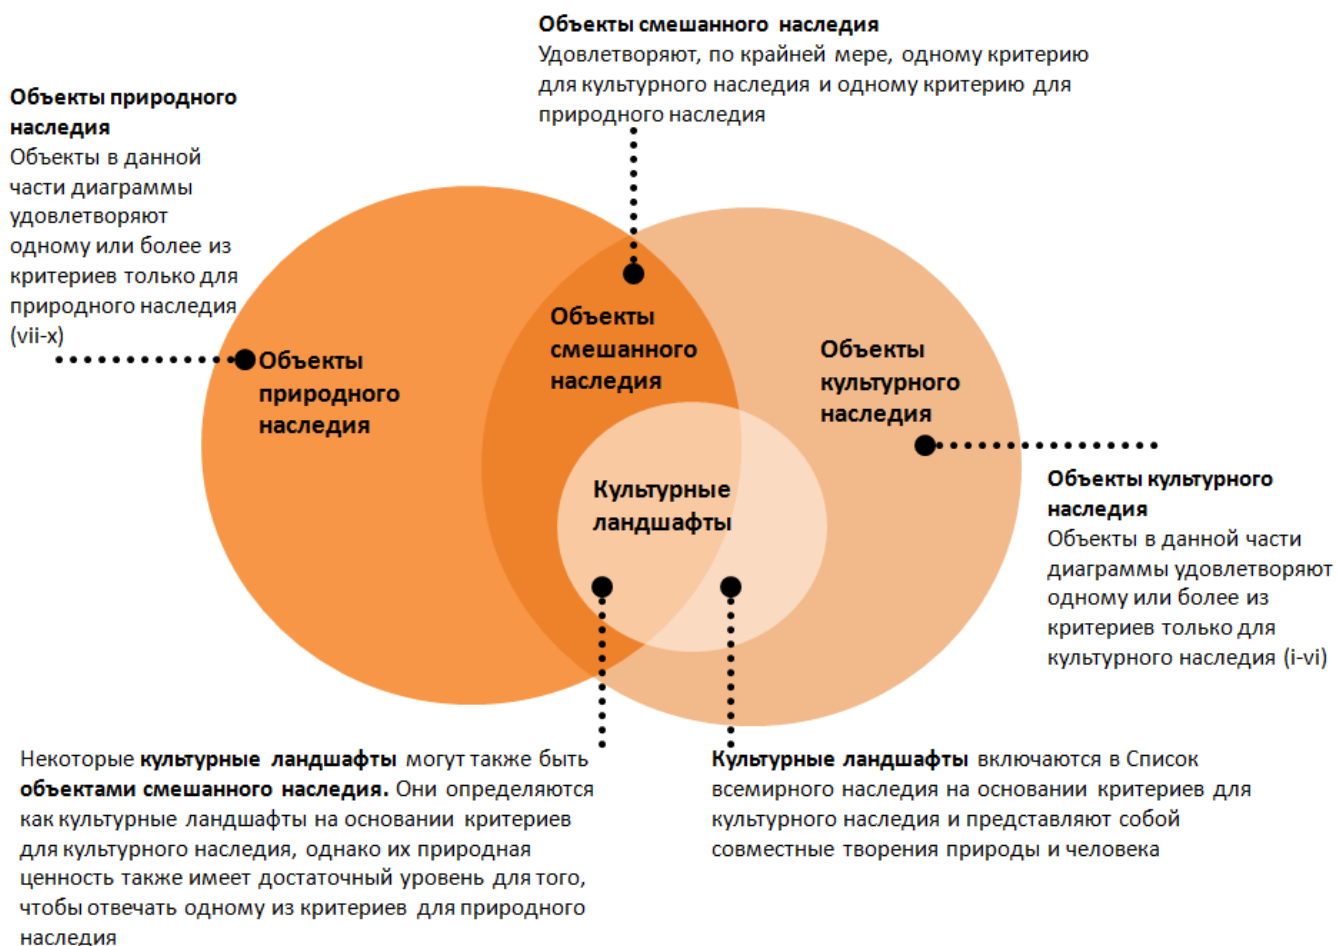 Объекты смешанного наследия
Удовлетворяют, по крайней мере, одному критерию
для культурного наследия и одному критерию для
природного наследия
Объекты природного
наследия
Объекты в данной
части диаграммы
удовлетворяют
одному или более из
критериев только для
природного наследия
(vii-x)
Объекты
природного
наследия
Объекты
смешанного
наследия
Объекты
культурного
наследия
Культурные
ландшафты
Объекты культурного
наследия
Объекты в данной части
диаграммы удовлетворяют
одному или более из
критериев только для
культурного наследия (i-vi)
Некоторые культурные ландшафты могут также быть
объектами смешанного наследия. Они определяются
как культурные ландшафты на основании критериев
для культурного наследия, однако их природная
ценность также имеет достаточный уровень для того,
чтобы отвечать одному из критериев для природного
наследия
Культурные ландшафты включаются в Список
всемирного наследия на основании критериев для
культурного наследия и представляют собой
совместные творения природы и человека